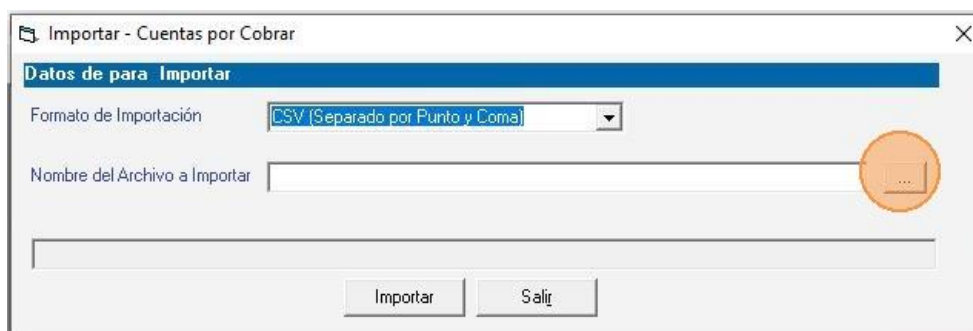 Importar - Cuentas por Cobrar
Datos de para Importar
Formato de Importación CSV (Separado por Punto y Coma)
Nombre del Archivo a Importar ...
Importar Salir